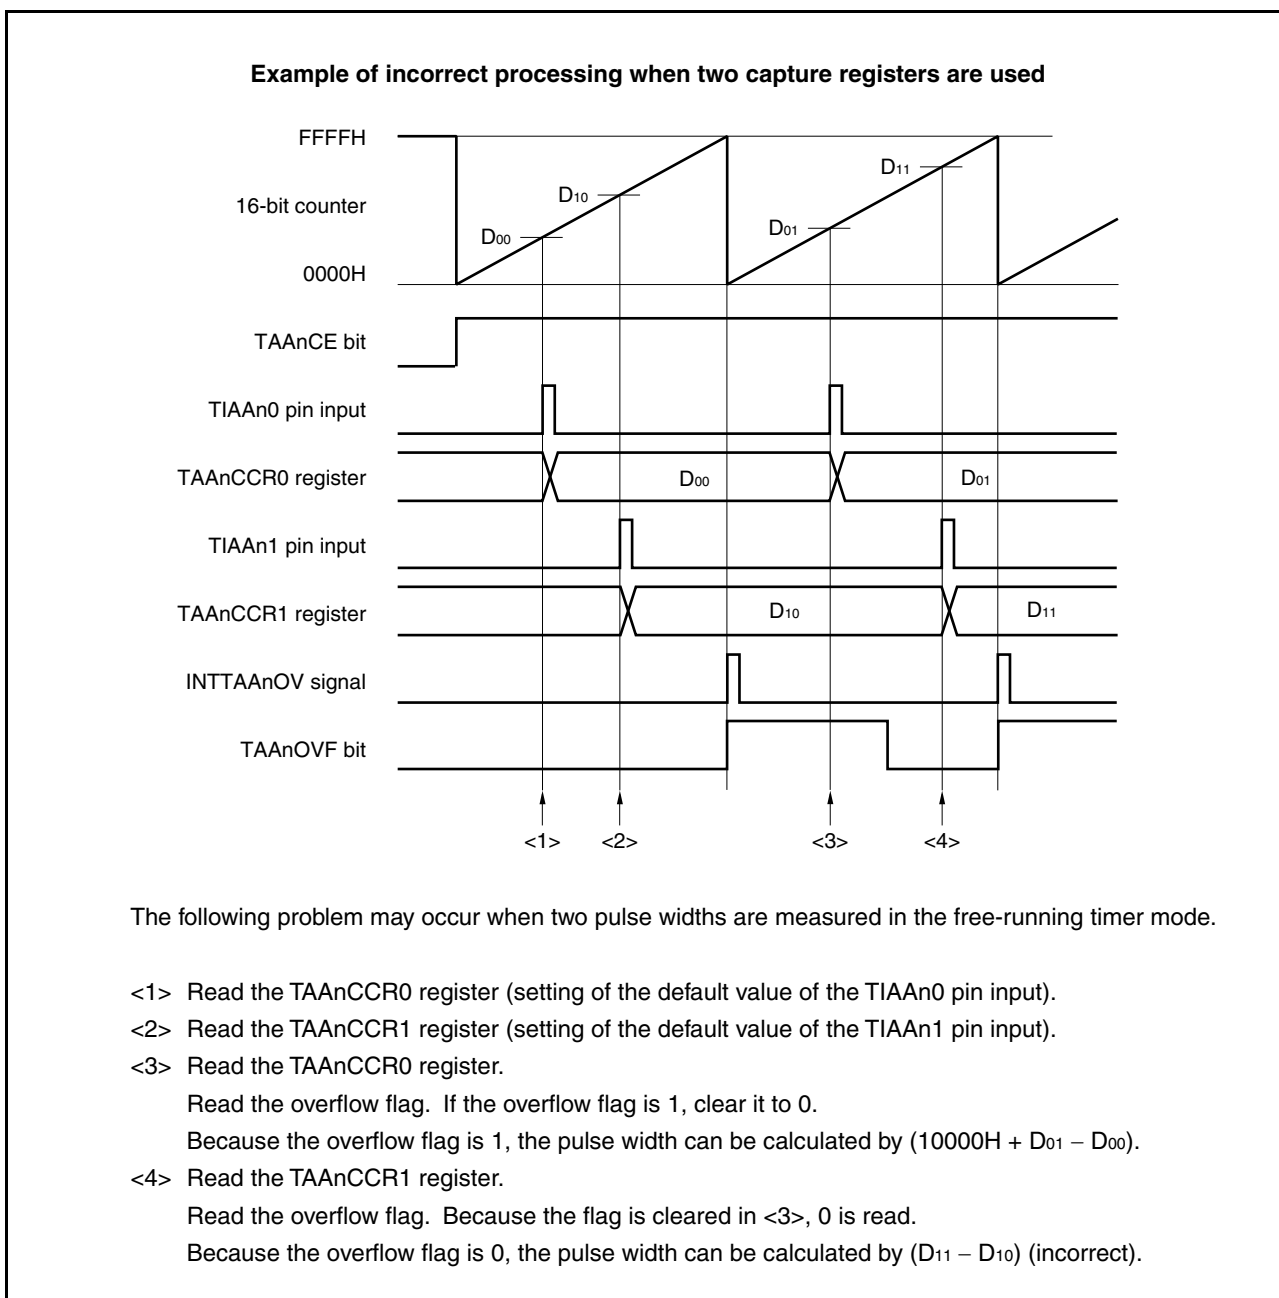 Example of incorrect processing when two capture registers are used
FFFFH
D11
D10
16-bit counter
D01
D00
0000H
TAAnCE bit
TIAAn0 pin input
TAAnCCR0 register
D00
D01
TIAAn1 pin input
TAAnCCR1 register
D10
D11
INTTAAnOV signal
TAAnOVF bit
<1> <2> <3> <4>
The following problem may occur when two pulse widths are measured in the free-running timer mode.
<1> Read the TAAnCCR0 register (setting of the default value of the TIAAn0 pin input).
<2> Read the TAAnCCR1 register (setting of the default value of the TIAAn1 pin input).
<3> Read the TAAnCCR0 register.
Read the overflow flag. If the overflow flag is 1, clear it to 0.
Because the overflow flag is 1, the pulse width can be calculated by (10000H + D01 − D00).
<4> Read the TAAnCCR1 register.
Read the overflow flag. Because the flag is cleared in <3>, 0 is read.
Because the overflow flag is 0, the pulse width can be calculated by (D11 − D10) (incorrect).